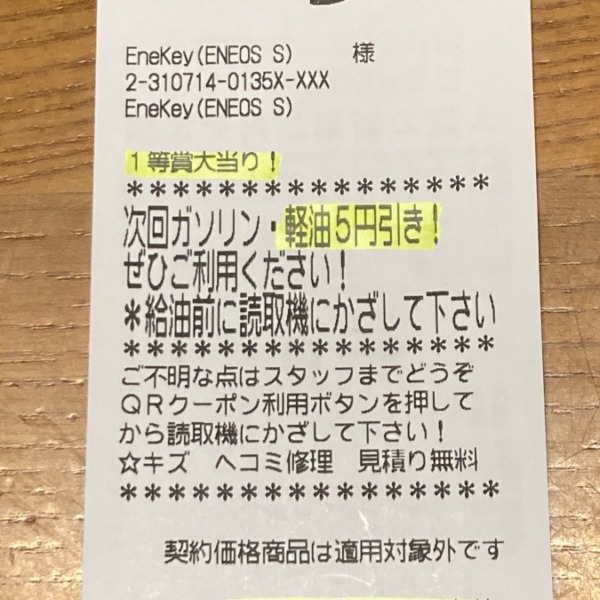 EneKey(ENEOS S) 様
2-310714-0135X-XXX
EneKey(ENEOS S)
1等賞大当り!
****************
次回ガソリン・軽油5円引き!
ぜひご利用ください!
*給油前に読取機にかざして下さい
****************
ご不明な点はスタッフまでどうぞ
QRクーポン利用ボタンを押して
から読取機にかざして下さい!
☆キズ ヘコミ修理 見積り無料
****************
契約価格商品は適用対象外です